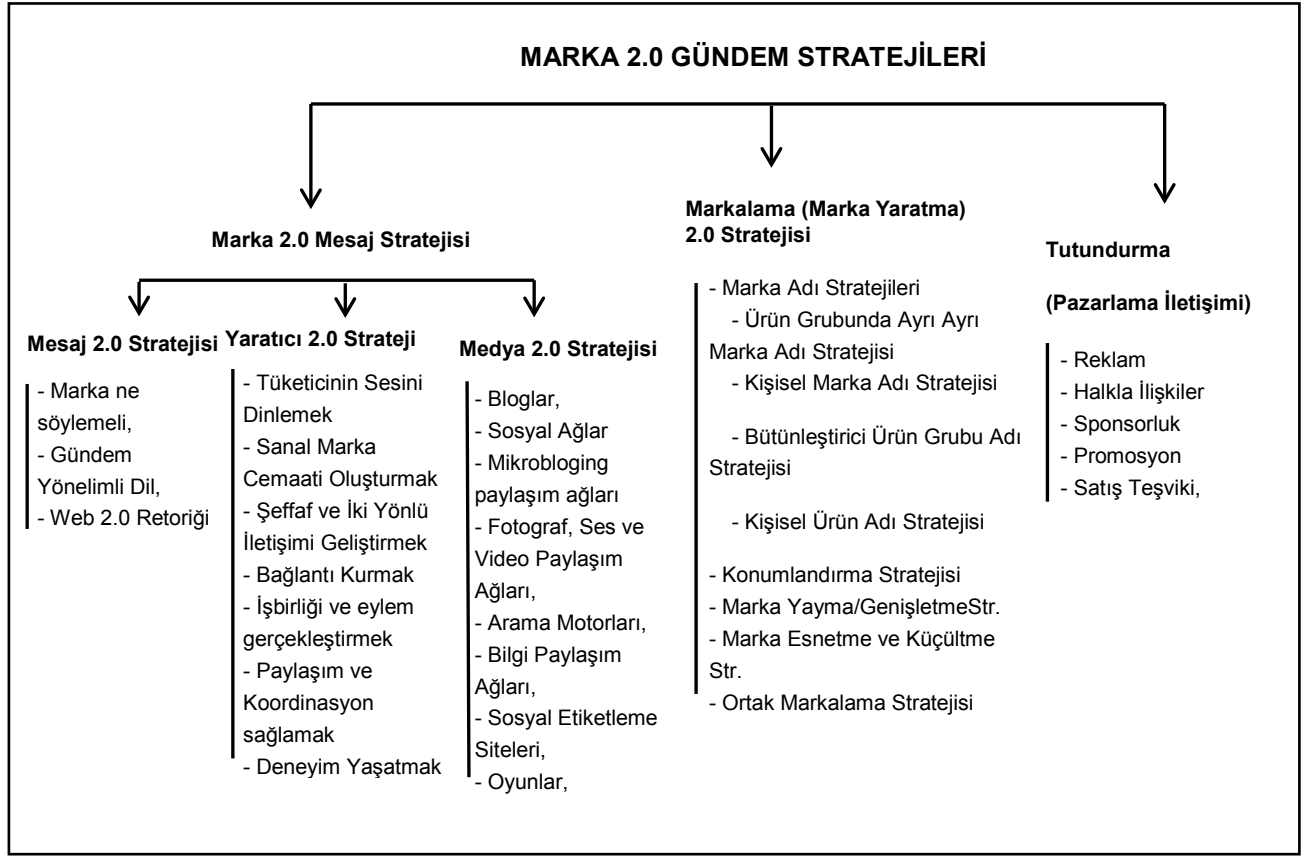 MARKA 2.0 GÜNDEM STRATEJİLERİ
Marka 2.0 Mesaj Stratejisi
Mesaj 2.0 Stratejisi
- Marka ne
söylemeli,
- Gündem
Yönelimli Dil,
- Web 2.0 Retoriği
Yaratıcı 2.0 Strateji
- Tüketicinin Sesini
Dinlemek
- Sanal Marka
Cemaati Oluşturmak
- Şeffaf ve İki Yönlü
İletişimi Geliştirmek
- Bağlantı Kurmak
- İşbirliği ve eylem
gerçekleştirmek
- Paylaşım ve
Koordinasyon
sağlamak
- Deneyim Yaşatmak
Medya 2.0 Stratejisi
- Bloglar,
- Sosyal Ağlar
- Mikrobloging
paylaşım ağları
- Fotograf, Ses ve
Video Paylaşım
Ağları,
- Arama Motorları,
- Bilgi Paylaşım
Ağları,
- Sosyal Etiketleme
Siteleri,
- Oyunlar,
Markalama (Marka Yaratma)
2.0 Stratejisi
- Marka Adı Stratejileri
- Ürün Grubunda Ayrı Ayrı
Marka Adı Stratejisi
- Kişisel Marka Adı Stratejisi
- Bütünleştirici Ürün Grubu Adı
Stratejisi
- Kişisel Ürün Adı Stratejisi
- Konumlandırma Stratejisi
- Marka Yayma/GenişletmeStr.
- Marka Esnetme ve Küçültme
Str.
- Ortak Markalama Stratejisi
Tutundurma
(Pazarlama İletişimi)
- Reklam
- Halkla İlişkiler
- Sponsorluk
- Promosyon
- Satış Teşviki,